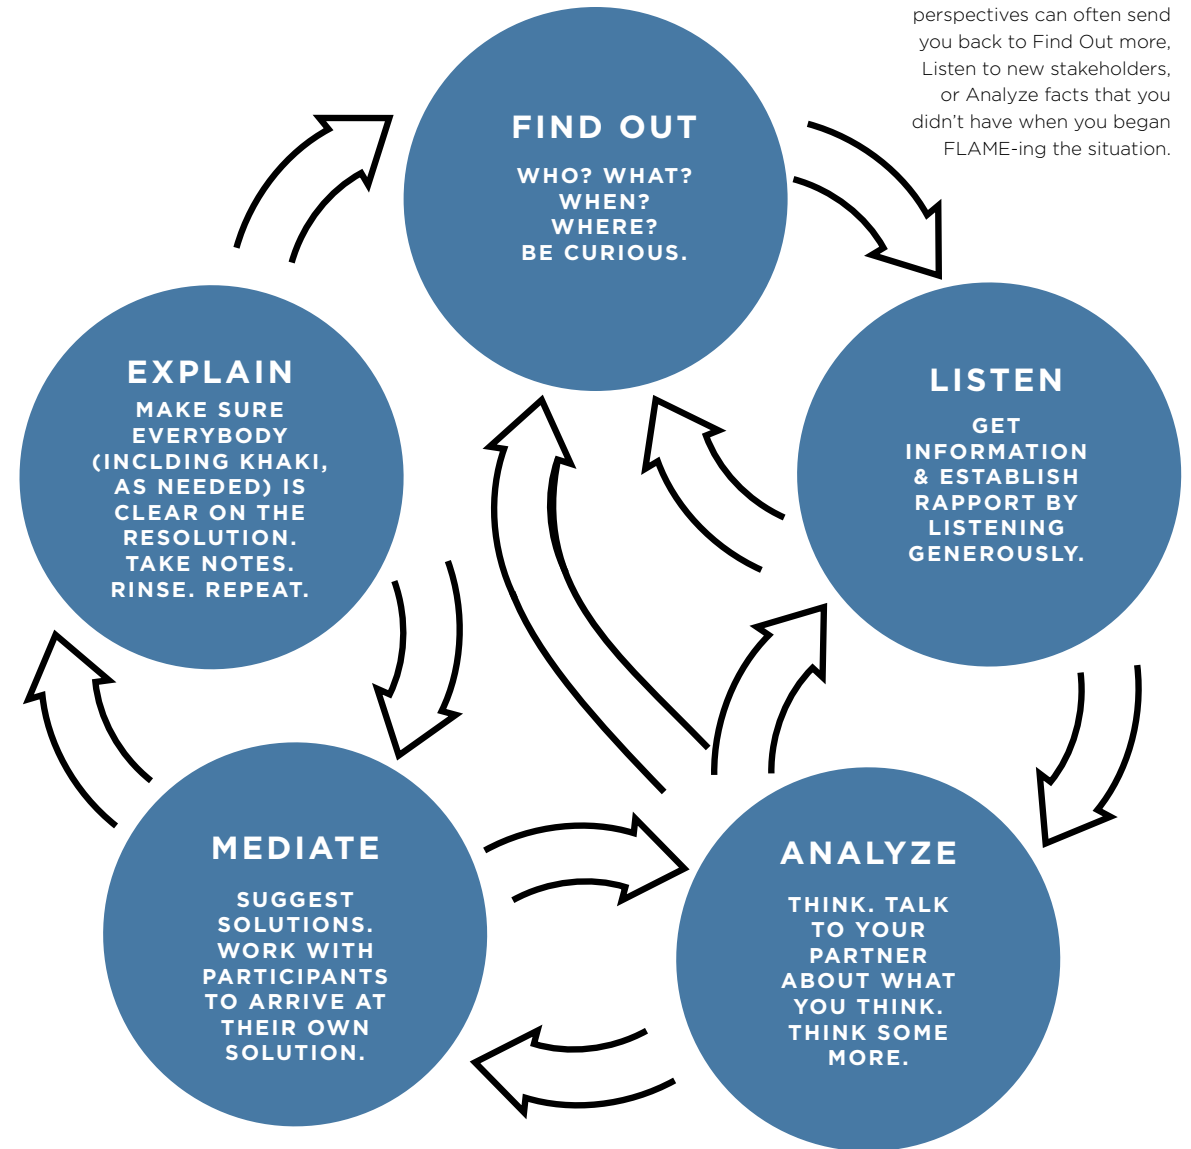 perspectives can often send
you back to Find Out more,
Listen to new stakeholders,
or Analyze facts that you
didn't have when you began
FLAME-ing the situation.
FIND OUT
WHO? WHAT?
WHEN?
WHERE?
BE CURIOUS.
LISTEN
GET
INFORMATION
& ESTABLISH
RAPPORT BY
LISTENING
GENEROUSLY.
ANALYZE
THINK. TALK
TO YOUR
PARTNER
ABOUT WHAT
YOU THINK.
THINK SOME
MORE.
MEDIATE
SUGGEST
SOLUTIONS.
WORK WITH
PARTICIPANTS
TO ARRIVE AT
THEIR OWN
SOLUTION.
EXPLAIN
MAKE SURE
EVERYBODY
(INCLDING KHAKI,
AS NEEDED) IS
CLEAR ON THE
RESOLUTION.
TAKE NOTES.
RINSE. REPEAT.